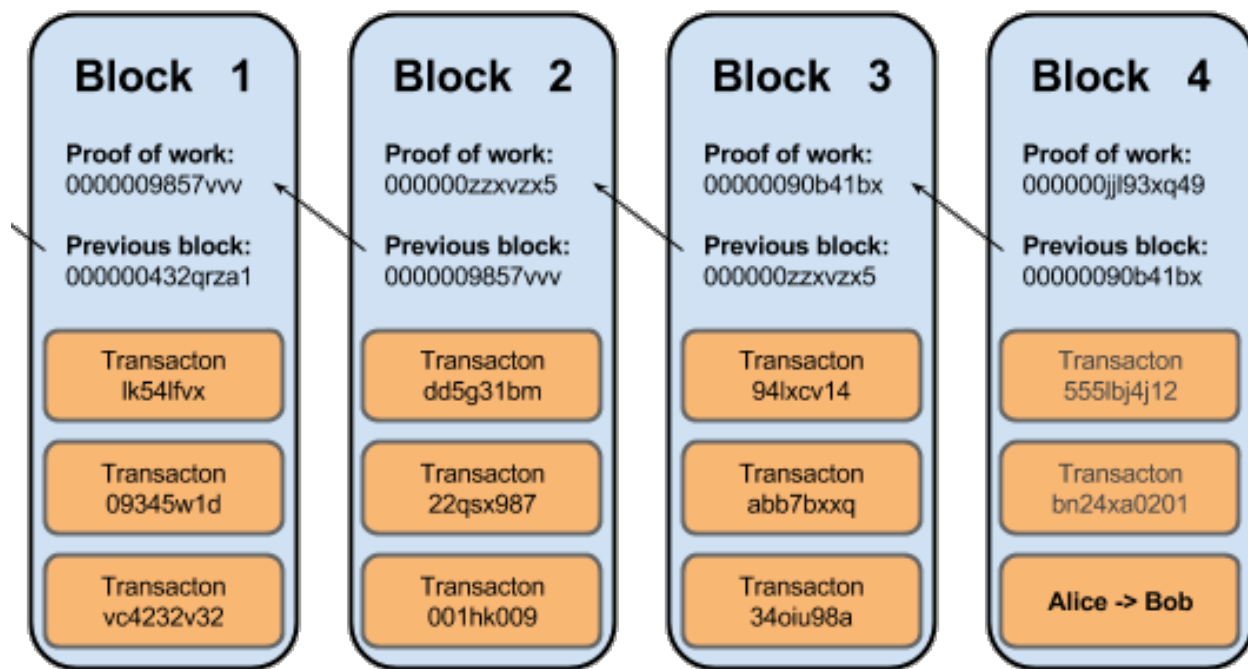 Block 1
Proof of work:
0000009857vvv
Previous block:
000000432qrza1
Transacton
lk54lfvx
Transacton
09345w1d
Transacton
vc4232v32
Block 2
Proof of work:
000000zzxvzx5
Previous block:
0000009857vvv
Transacton
dd5g31bm
Transacton
22qsx987
Transacton
001hk009
Block 3
Proof of work:
00000090b41bx
Previous block:
000000zzxvzx5
Transacton
94lxcv14
Transacton
abb7bxxq
Transacton
34oiu98a
Block 4
Proof of work:
000000jjl93xq49
Previous block:
00000090b41bx
Transacton
555lbj4j12
Transacton
bn24xa0201
Alice -> Bob